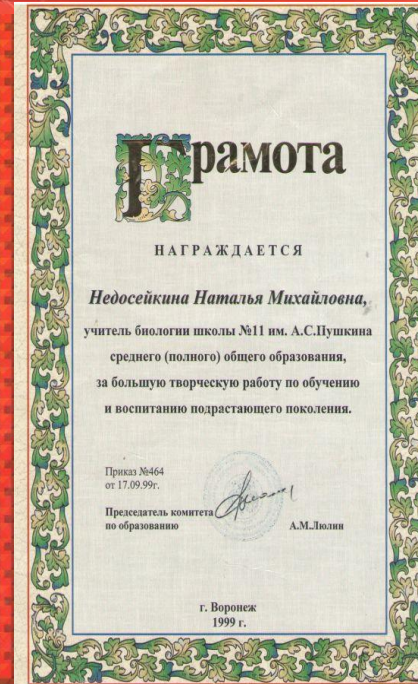 Грамота
НАГРАЖДАЕТСЯ
Недосейкина Наталья Михайловна,
учитель биологии школы №11 им. А.С.Пушкина
среднего (полного) общего образования,
за большую творческую работу по обучению
и воспитанию подрастающего поколения.
Приказ №464
от 17.09.99г.
Председатель комитета
по образованию А.М.Люлин
г. Воронеж
1999 г.